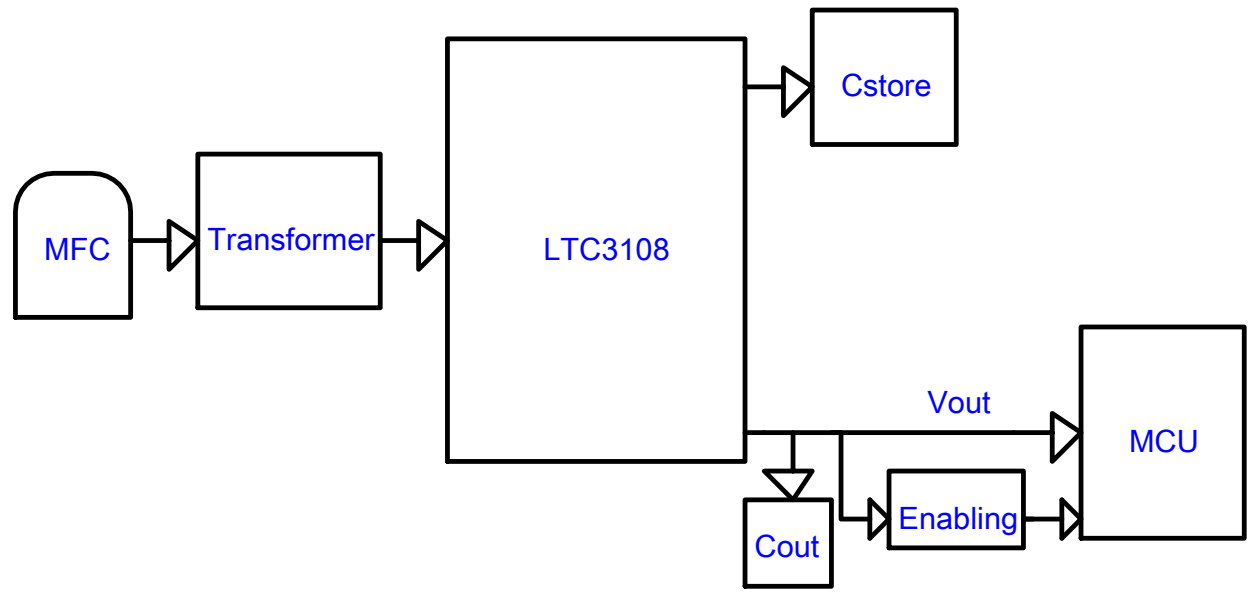 Cstore
MFC
Transformer
LTC3108
Vout
MCU
Enabling
Cout